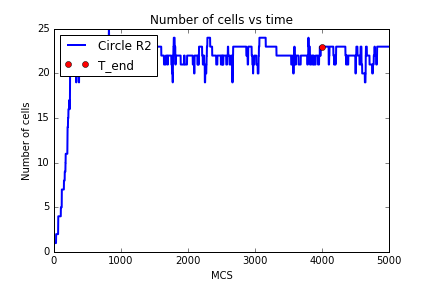 Number of cells vs time
25
20
15
10
5
0
Number of cells
Circle R2
T_end
0 1000 2000 3000 4000 5000
MCS